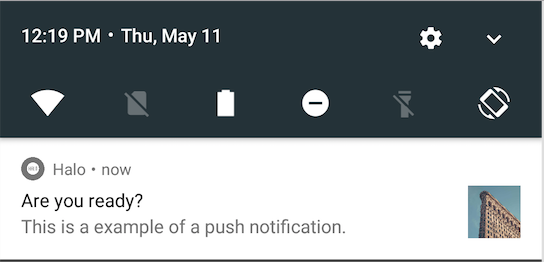 12:19 PM • Thu, May 11
Halo • now
Are you ready?
This is a example of a push notification.